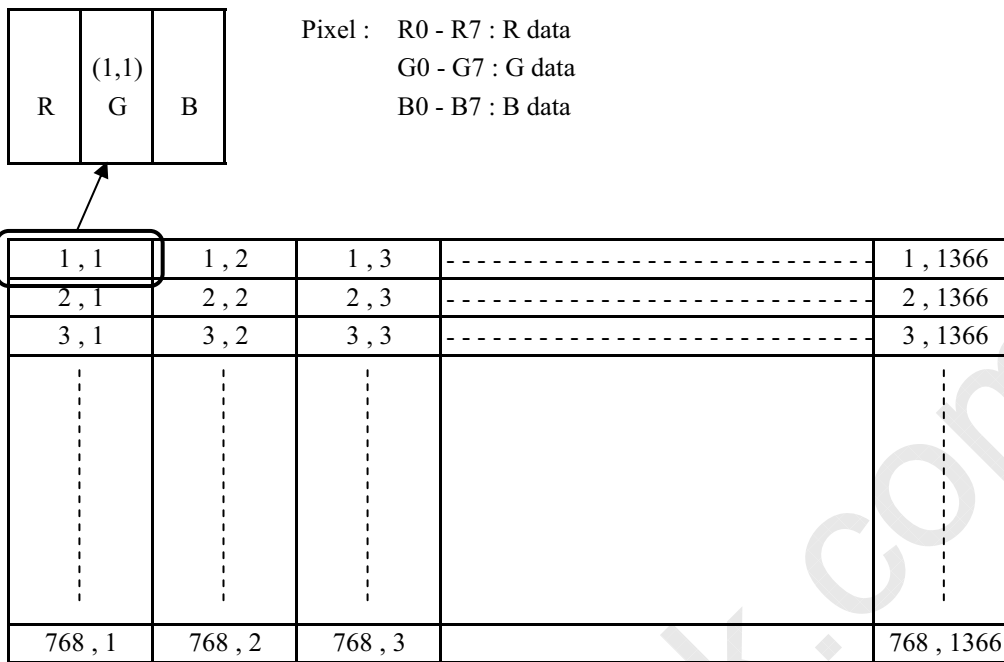 Pixel : R0 - R7 : R data
(1,1) G0 - G7 : G data
R G B B0 - B7 : B data
1 , 1 1 , 2 1 , 3 1 , 1366
2 , 1 2 , 2 2 , 3 2 , 1366
3 , 1 3 , 2 3 , 3 3 , 1366
768 , 1 768 , 2 768 , 3 768 , 1366